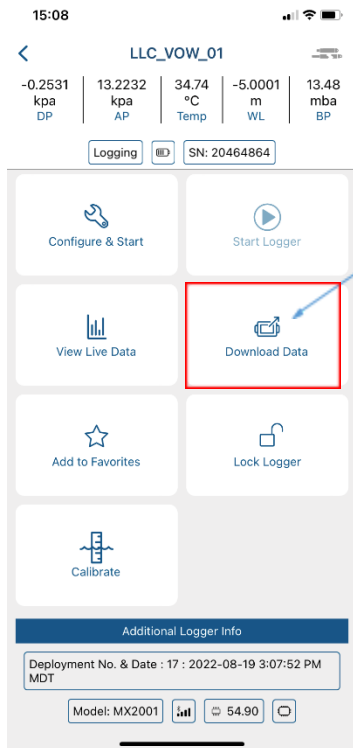 15:08
LLC_VOW_01
-0.2531 13.2232 34.74 -5.0001 13.48
kPa kPa °C m mba
DP AP Temp WL BP
Logging SN: 20464864
Configure & Start Start Logger
View Live Data Download Data
Add to Favorites Lock Logger
Calibrate
Additional Logger Info
Deployment No. & Date : 17 : 2022-08-19 3:07:52 PM
MDT
Model: MX2001 54.90